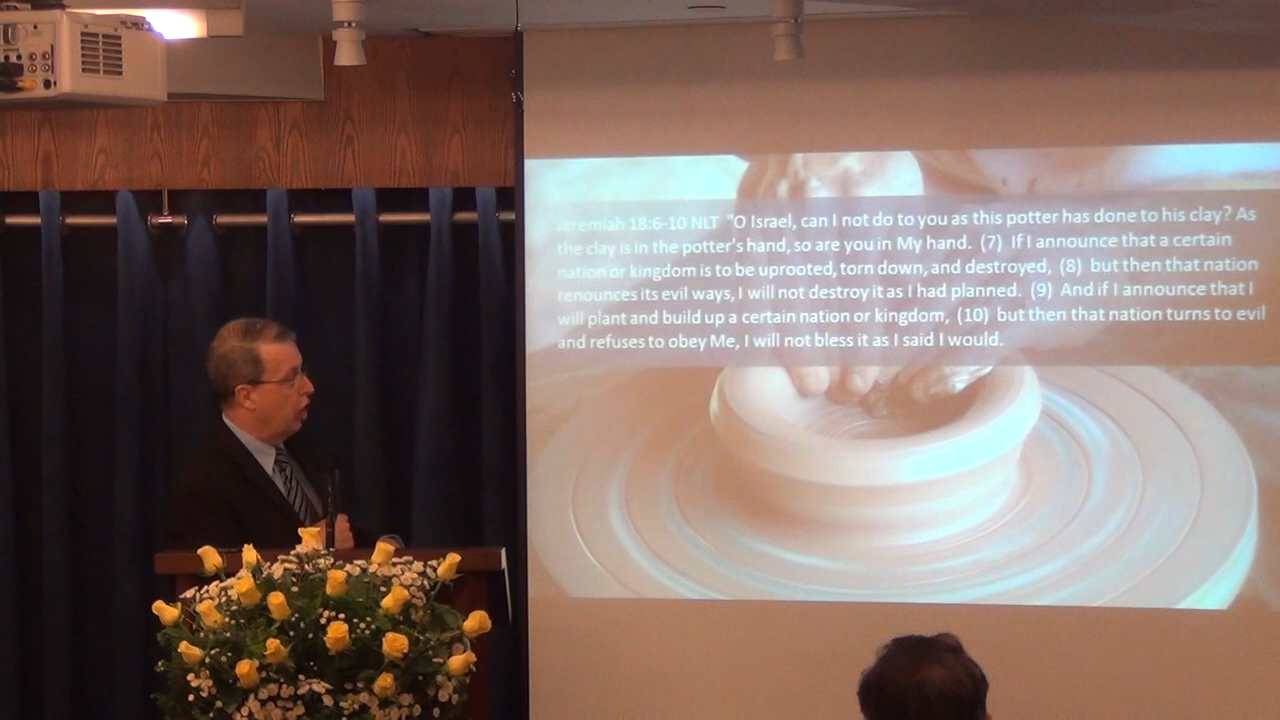 Jeremiah 18:6-10 NLT "O Israel, can I not do to you as this potter has done to his clay? As
the clay is in the potter's hand, so are you in My hand. (7) If I announce that a certain
nation or kingdom is to be uprooted, torn down, and destroyed, (8) but then that nation
renounces its evil ways, I will not destroy it as I had planned. (9) And if I announce that I
will plant and build up a certain nation or kingdom, (10) but then that nation turns to evil
and refuses to obey Me, I will not bless it as I said I would.